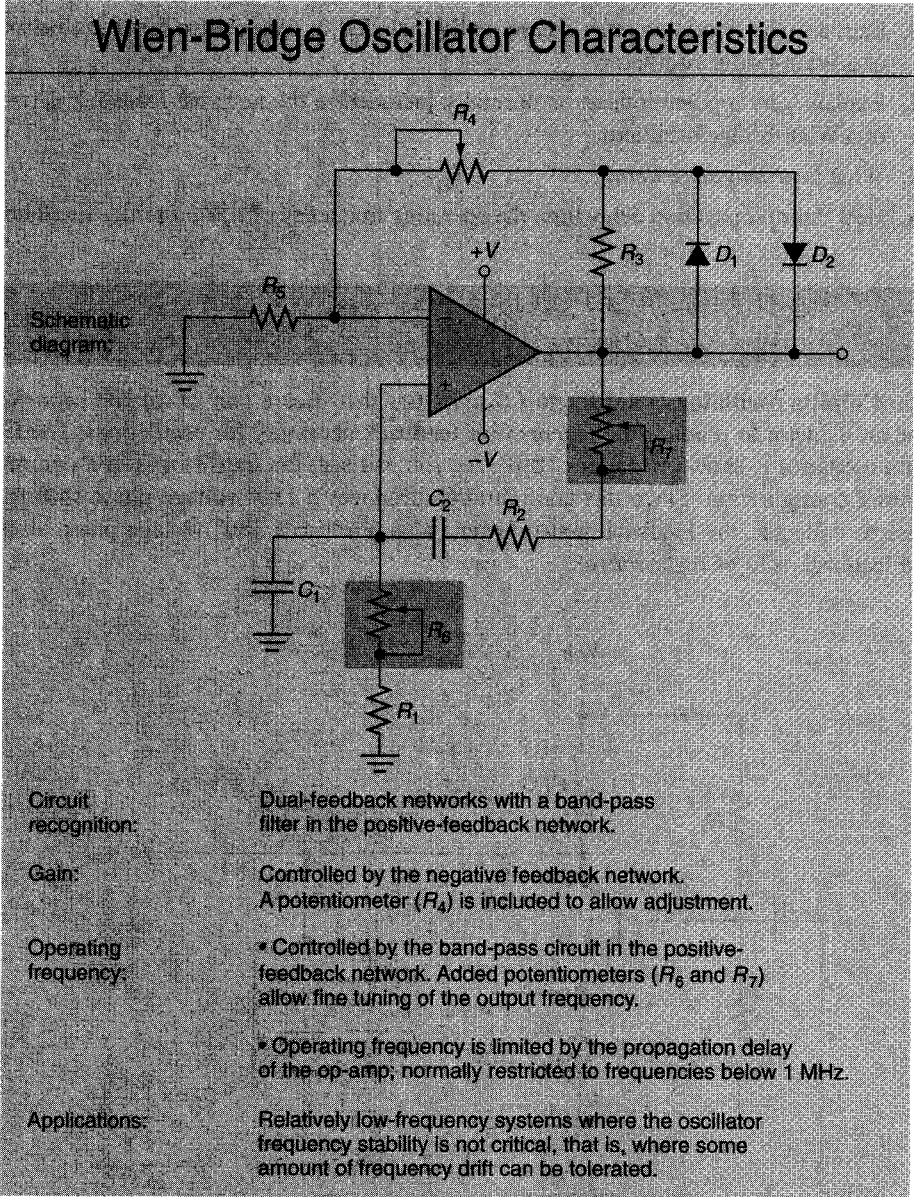 Wien-Bridge Oscillator Characteristics
R4
+V
R3
D1
D2
R5
Schematic
diagram:
−
+
−V
R7
C2
R2
C1
R6
R1
Circuit
recognition:
Dual-feedback networks with a band-pass
filter in the positive-feedback network.
Gain:
Controlled by the negative feedback network.
A potentiometer (R4) is included to allow adjustment.
Operating
frequency:
• Controlled by the band-pass circuit in the positive-
feedback network. Added potentiometers (R6 and R7)
allow fine tuning of the output frequency.
• Operating frequency is limited by the propagation delay
of the op-amp; normally restricted to frequencies below 1 MHz.
Applications:
Relatively low-frequency systems where the oscillator
frequency stability is not critical, that is, where some
amount of frequency drift can be tolerated.